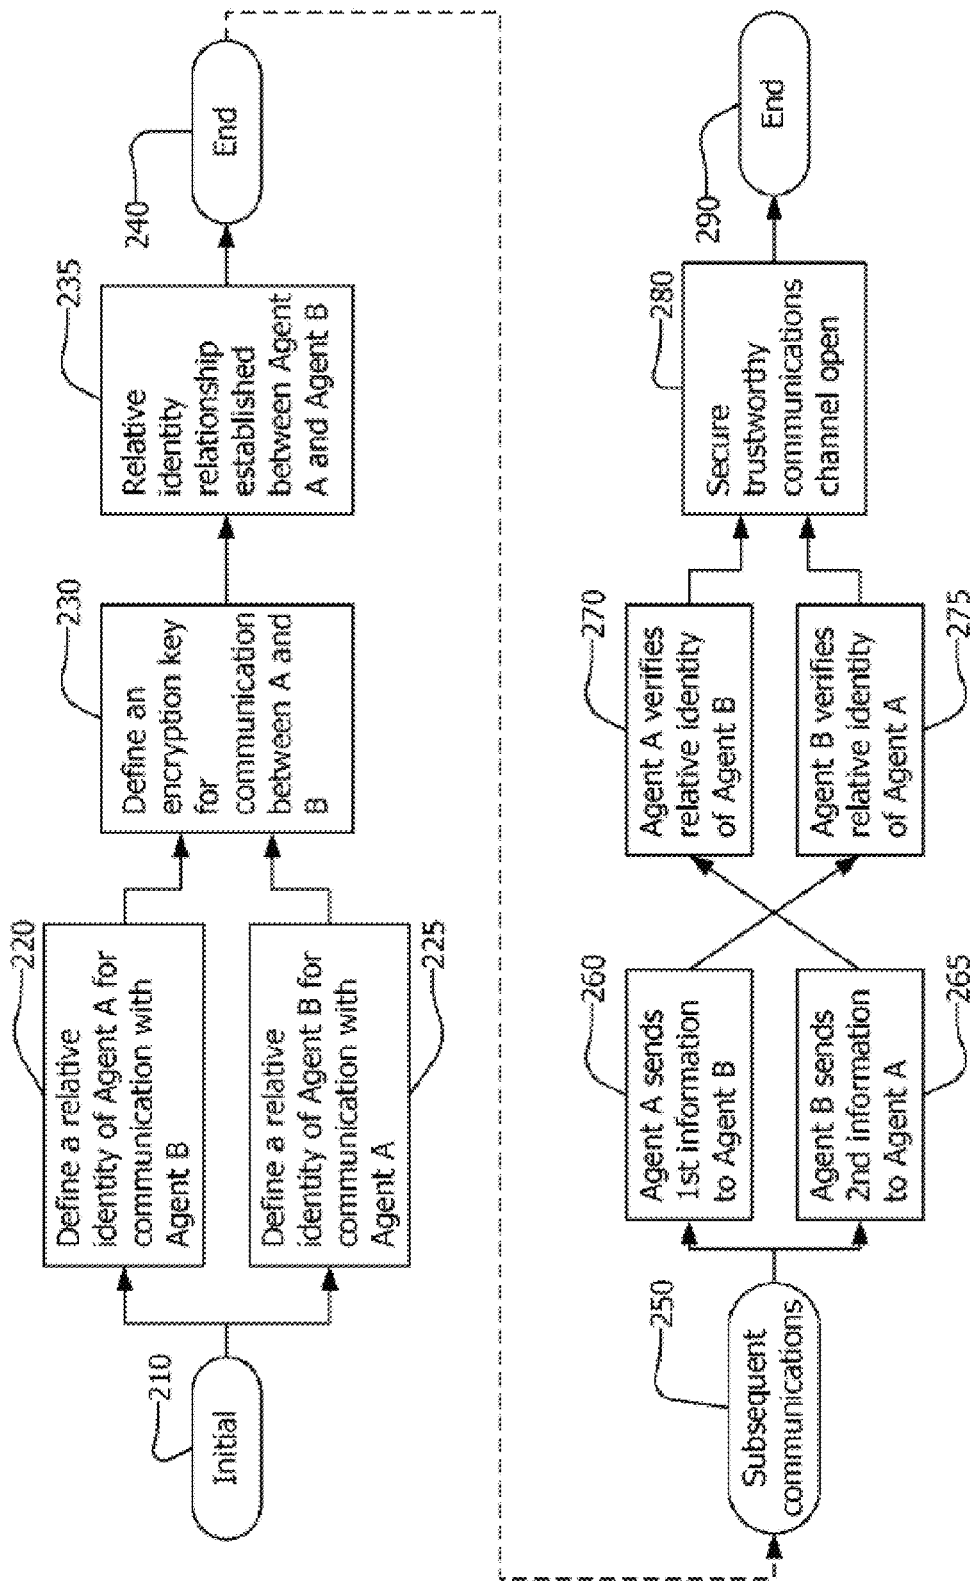 Initial
210
Define a relative
identity of Agent A for
communication with
Agent B
220
Define a relative
identity of Agent B for
communication with
Agent A
225
Define an
encryption key
for
communication
between A and
B
230
Relative
identity
relationship
established
between Agent
A and Agent B
235
End
240
Subsequent
communications
250
Agent A sends
1st information
to Agent B
260
Agent B sends
2nd information
to Agent A
265
Agent A verifies
relative identity
of Agent B
270
Agent B verifies
relative identity
of Agent A
275
Secure
trustworthy
communications
channel open
280
End
290